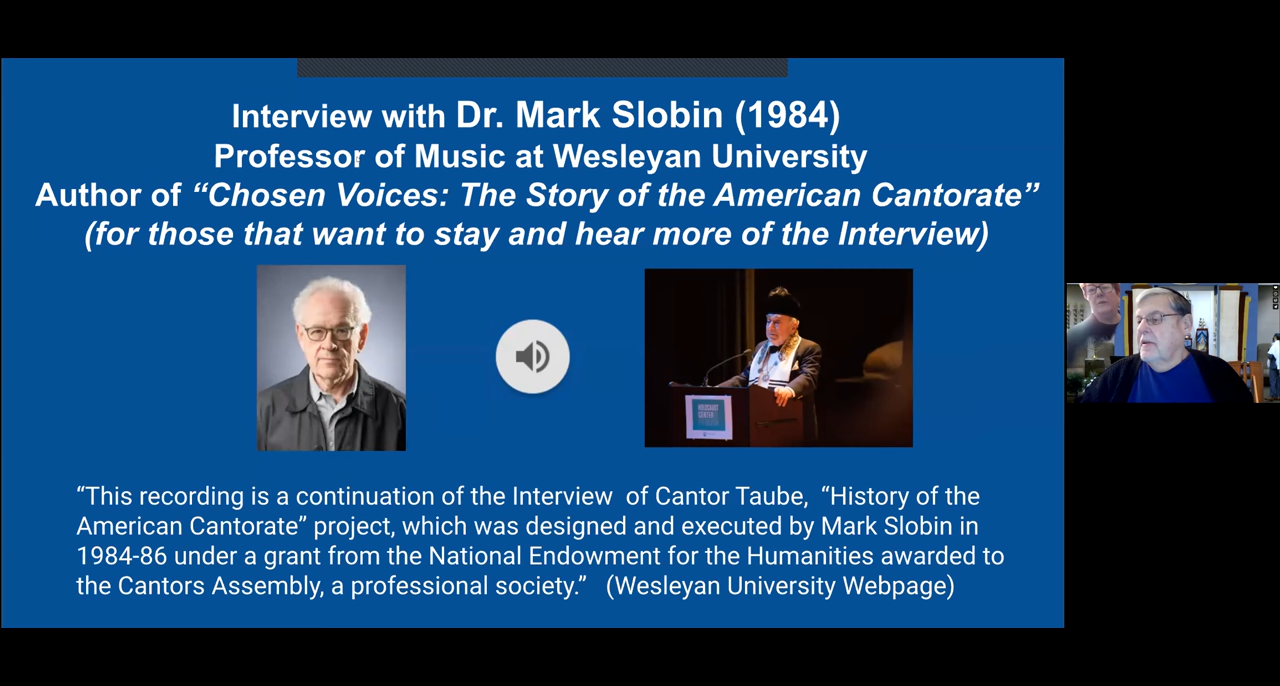 Interview with Dr. Mark Slobin (1984)
Professor of Music at Wesleyan University
Author of “Chosen Voices: The Story of the American Cantorate”
(for those that want to stay and hear more of the Interview)
HOLOCAUST
CENTER
“This recording is a continuation of the Interview of Cantor Taube, “History of the
American Cantorate” project, which was designed and executed by Mark Slobin in
1984-86 under a grant from the National Endowment for the Humanities awarded to
the Cantors Assembly, a professional society.” (Wesleyan University Webpage)